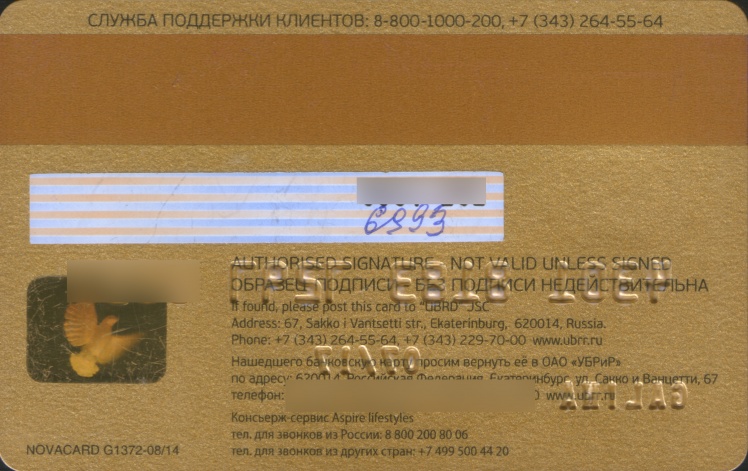 СЛУЖБА ПОДДЕРЖКИ КЛИЕНТОВ: 8-800-1000-200, +7 (343) 264-55-64
AUTHORISED SIGNATURE - NOT VALID UNLESS SIGNED
ОБРАЗЕЦ ПОДПИСИ БЕЗ ПОДПИСИ НЕДЕЙСТВИТЕЛЬНА
If found, please post this card to "UBRD" JSC
Address: 67, Sakko i Vantsetti str., Ekaterinburg, 620014, Russia.
Phone: +7 (343) 264-55-64, +7 (343) 229-70-00 www.ubrr.ru
Нашедшего банковскую карту просим вернуть её в ОАО «УБРиР»
по адресу: 620014, Российская Федерация, Екатеринбург, ул. Сакко и Ванцетти, 67
телефон: www.ubrr.ru
Консьерж-сервис Aspire lifestyles
тел. для звонков из России: 8 800 200 80 06
NOVACARD G1372-08/14
тел. для звонков из других стран: +7 499 500 44 20